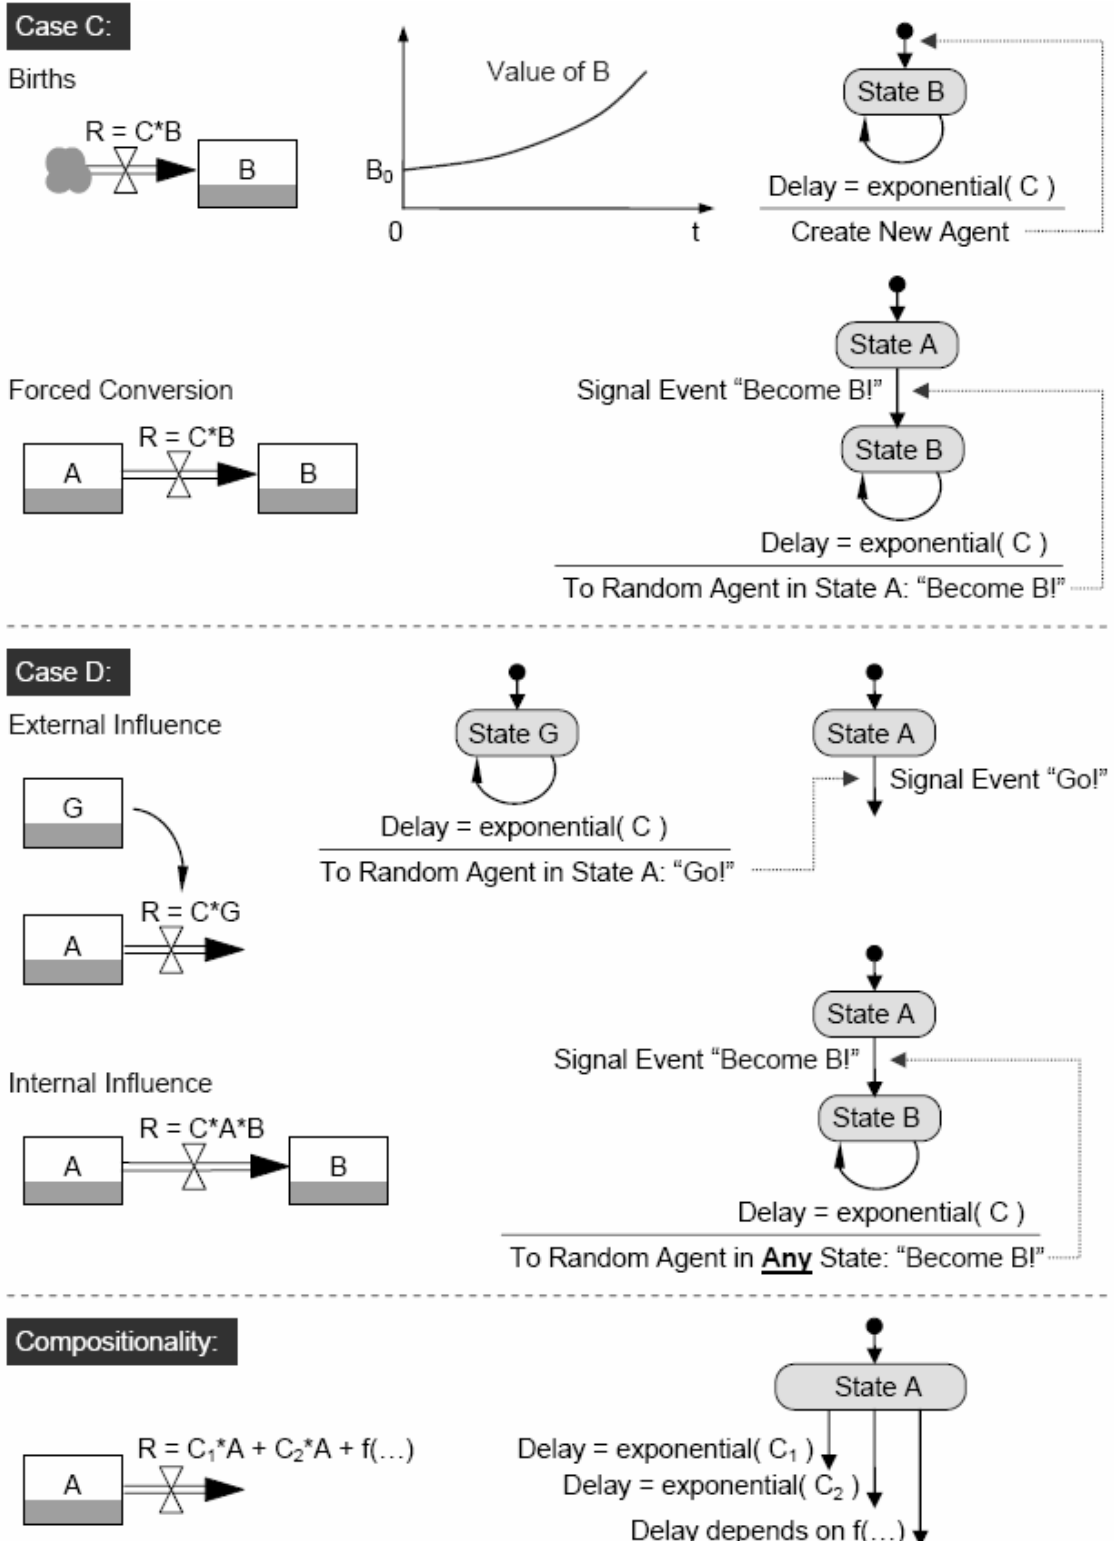 Case C:
Births
R = C*B
B
Value of B
B₀
0
t
State B
Delay = exponential( C )
Create New Agent
Forced Conversion
R = C*B
A
B
State A
Signal Event “Become B!”
State B
Delay = exponential( C )
To Random Agent in State A: “Become B!”
Case D:
External Influence
G
R = C*G
A
State G
Delay = exponential( C )
To Random Agent in State A: “Go!”
State A
Signal Event “Go!”
Internal Influence
R = C*A*B
A
B
State A
Signal Event “Become B!”
State B
Delay = exponential( C )
To Random Agent in Any State: “Become B!”
Compositionality:
R = C₁*A + C₂*A + f(...)
A
State A
Delay = exponential( C₁ )
Delay = exponential( C₂ )
Delay depends on f(...)